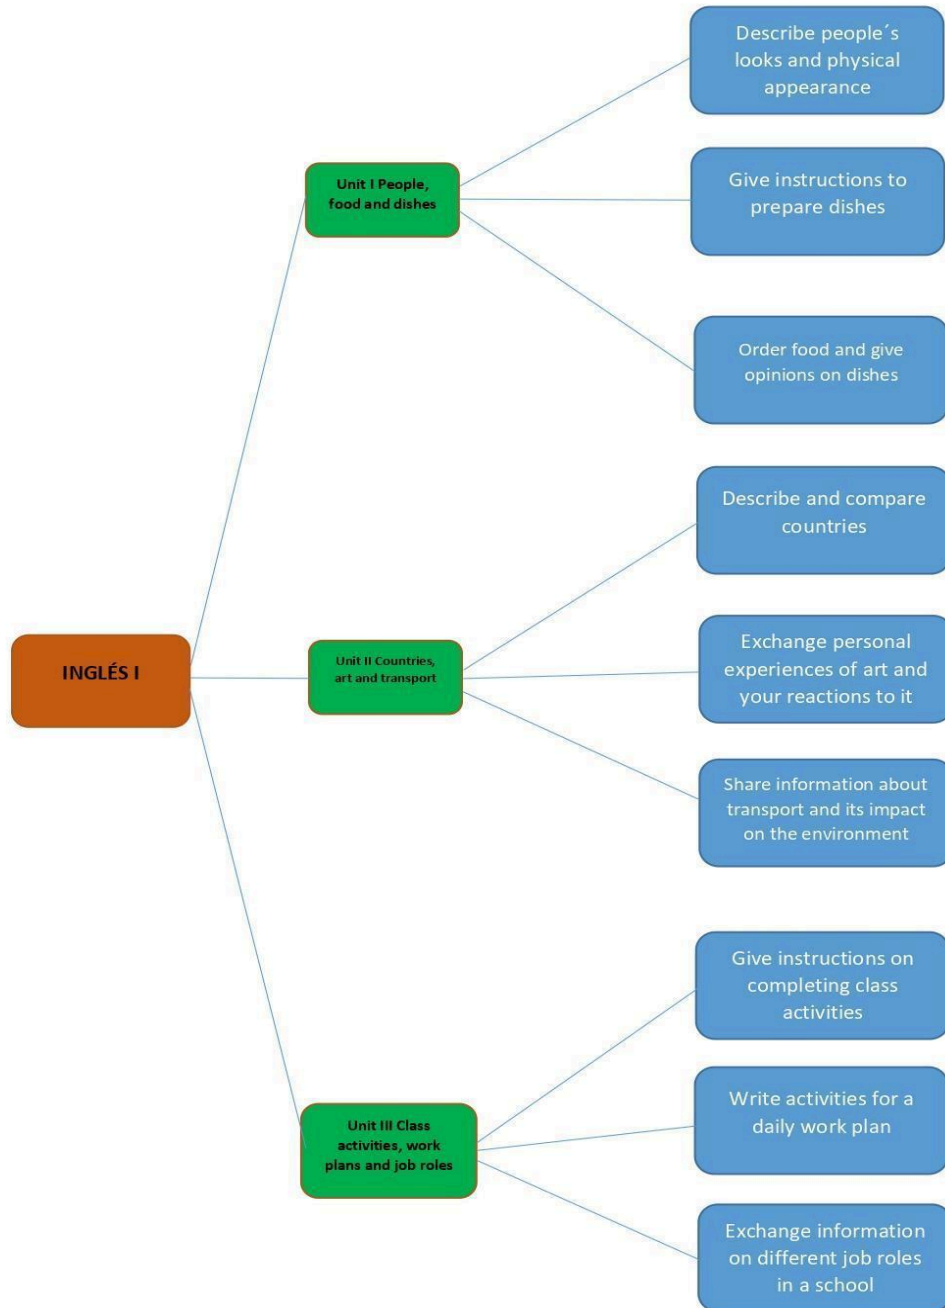 INGLÉS I
Unit I People,
food and dishes
Describe people´s
looks and physical
appearance
Give instructions to
prepare dishes
Order food and give
opinions on dishes
Unit II Countries,
art and transport
Describe and compare
countries
Exchange personal
experiences of art and
your reactions to it
Share information about
transport and its impact
on the environment
Unit III Class
activities, work
plans and job roles
Give instructions on
completing class
activities
Write activities for a
daily work plan
Exchange information
on different job roles
in a school